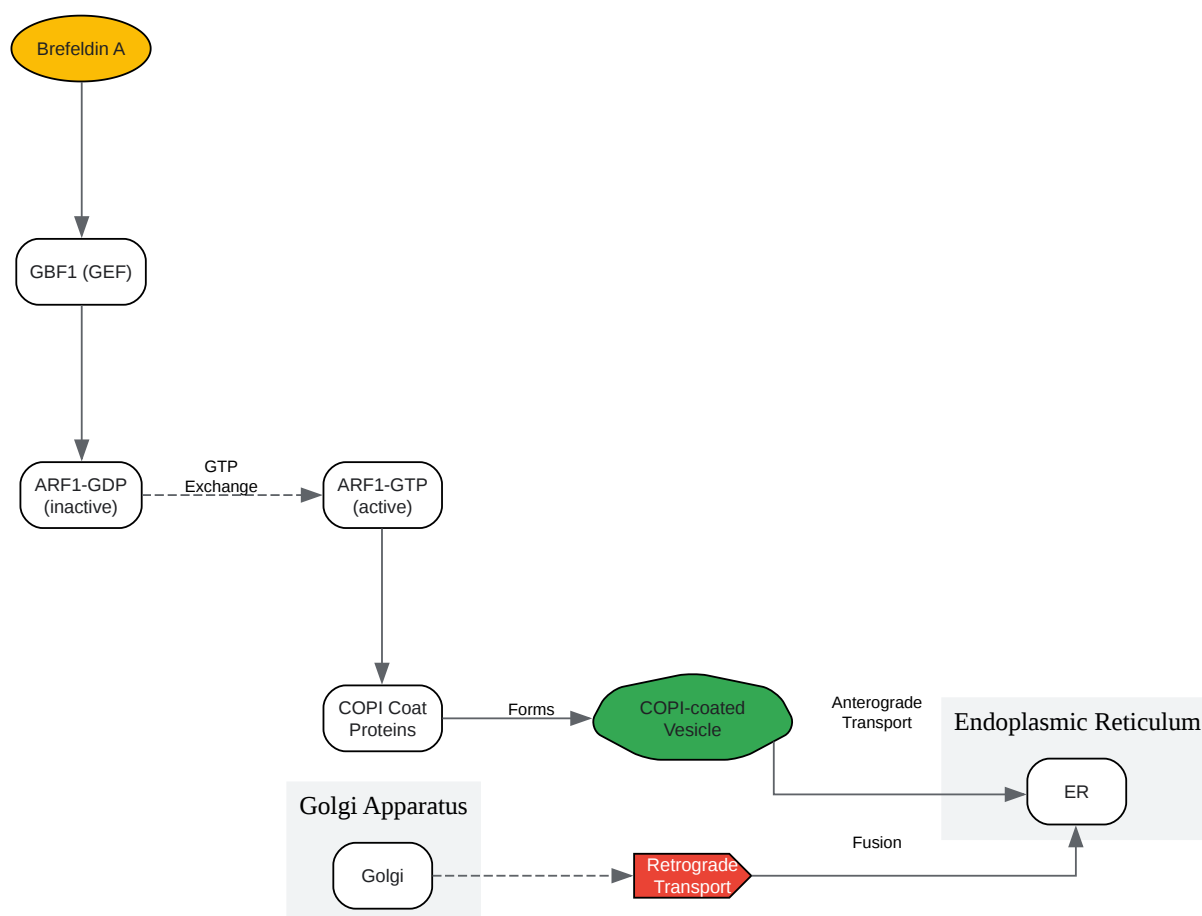 Brefeldin A
GBF1 (GEF)
ARF1-GDP
(inactive)
GTP
Exchange
ARF1-GTP
(active)
COPI Coat
Proteins
Forms
COPI-coated
Vesicle
Anterograde
Transport
Endoplasmic Reticulum
ER
Golgi Apparatus
Golgi
Retrograde
Transport
Fusion